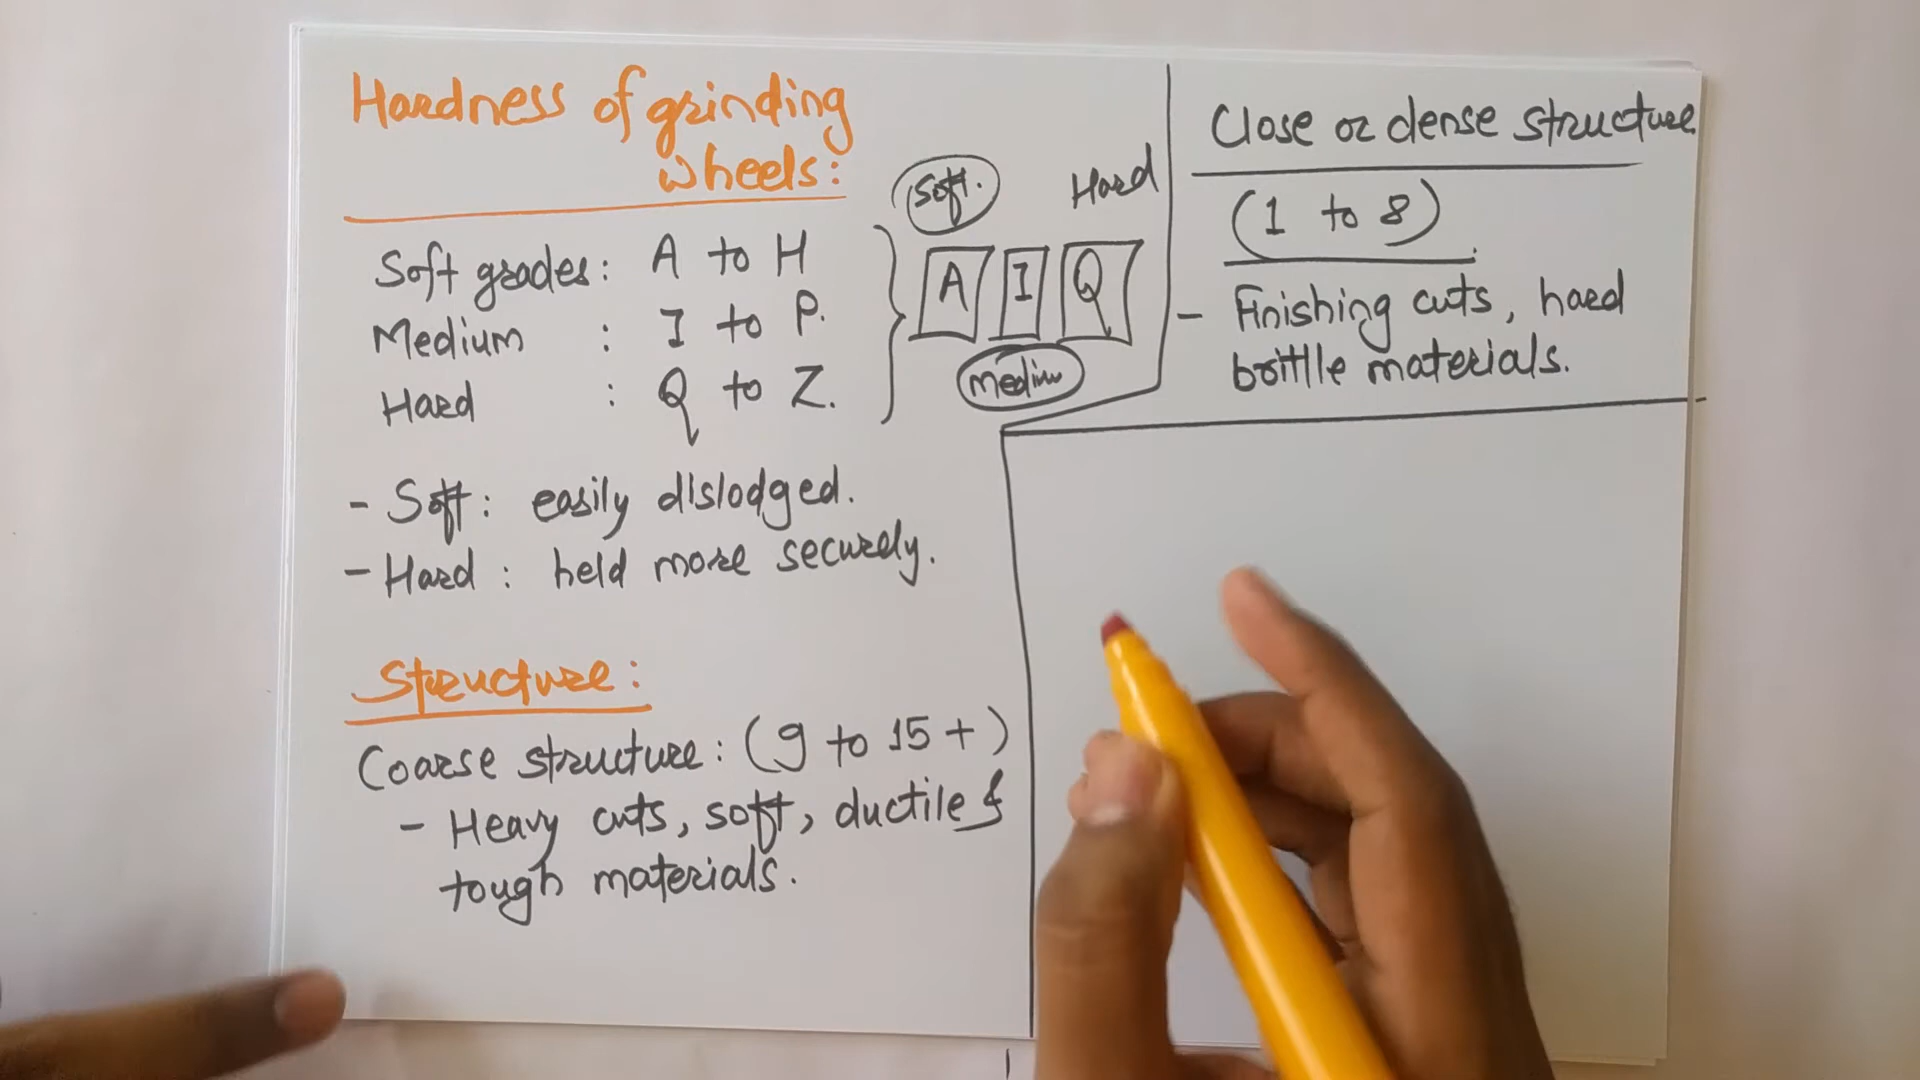 Hardness of grinding
wheels:
Soft grades: A to H
Medium : I to P.
Hard : Q to Z.
Soft. Hard
A I Q
medium
- Soft: easily dislodged.
- Hard: held more securely.
Structure:
Coarse structure: (9 to 15+)
- Heavy cuts, soft, ductile &
tough materials.
Close or dense structure
(1 to 8)
- Finishing cuts, hard
brittle materials.